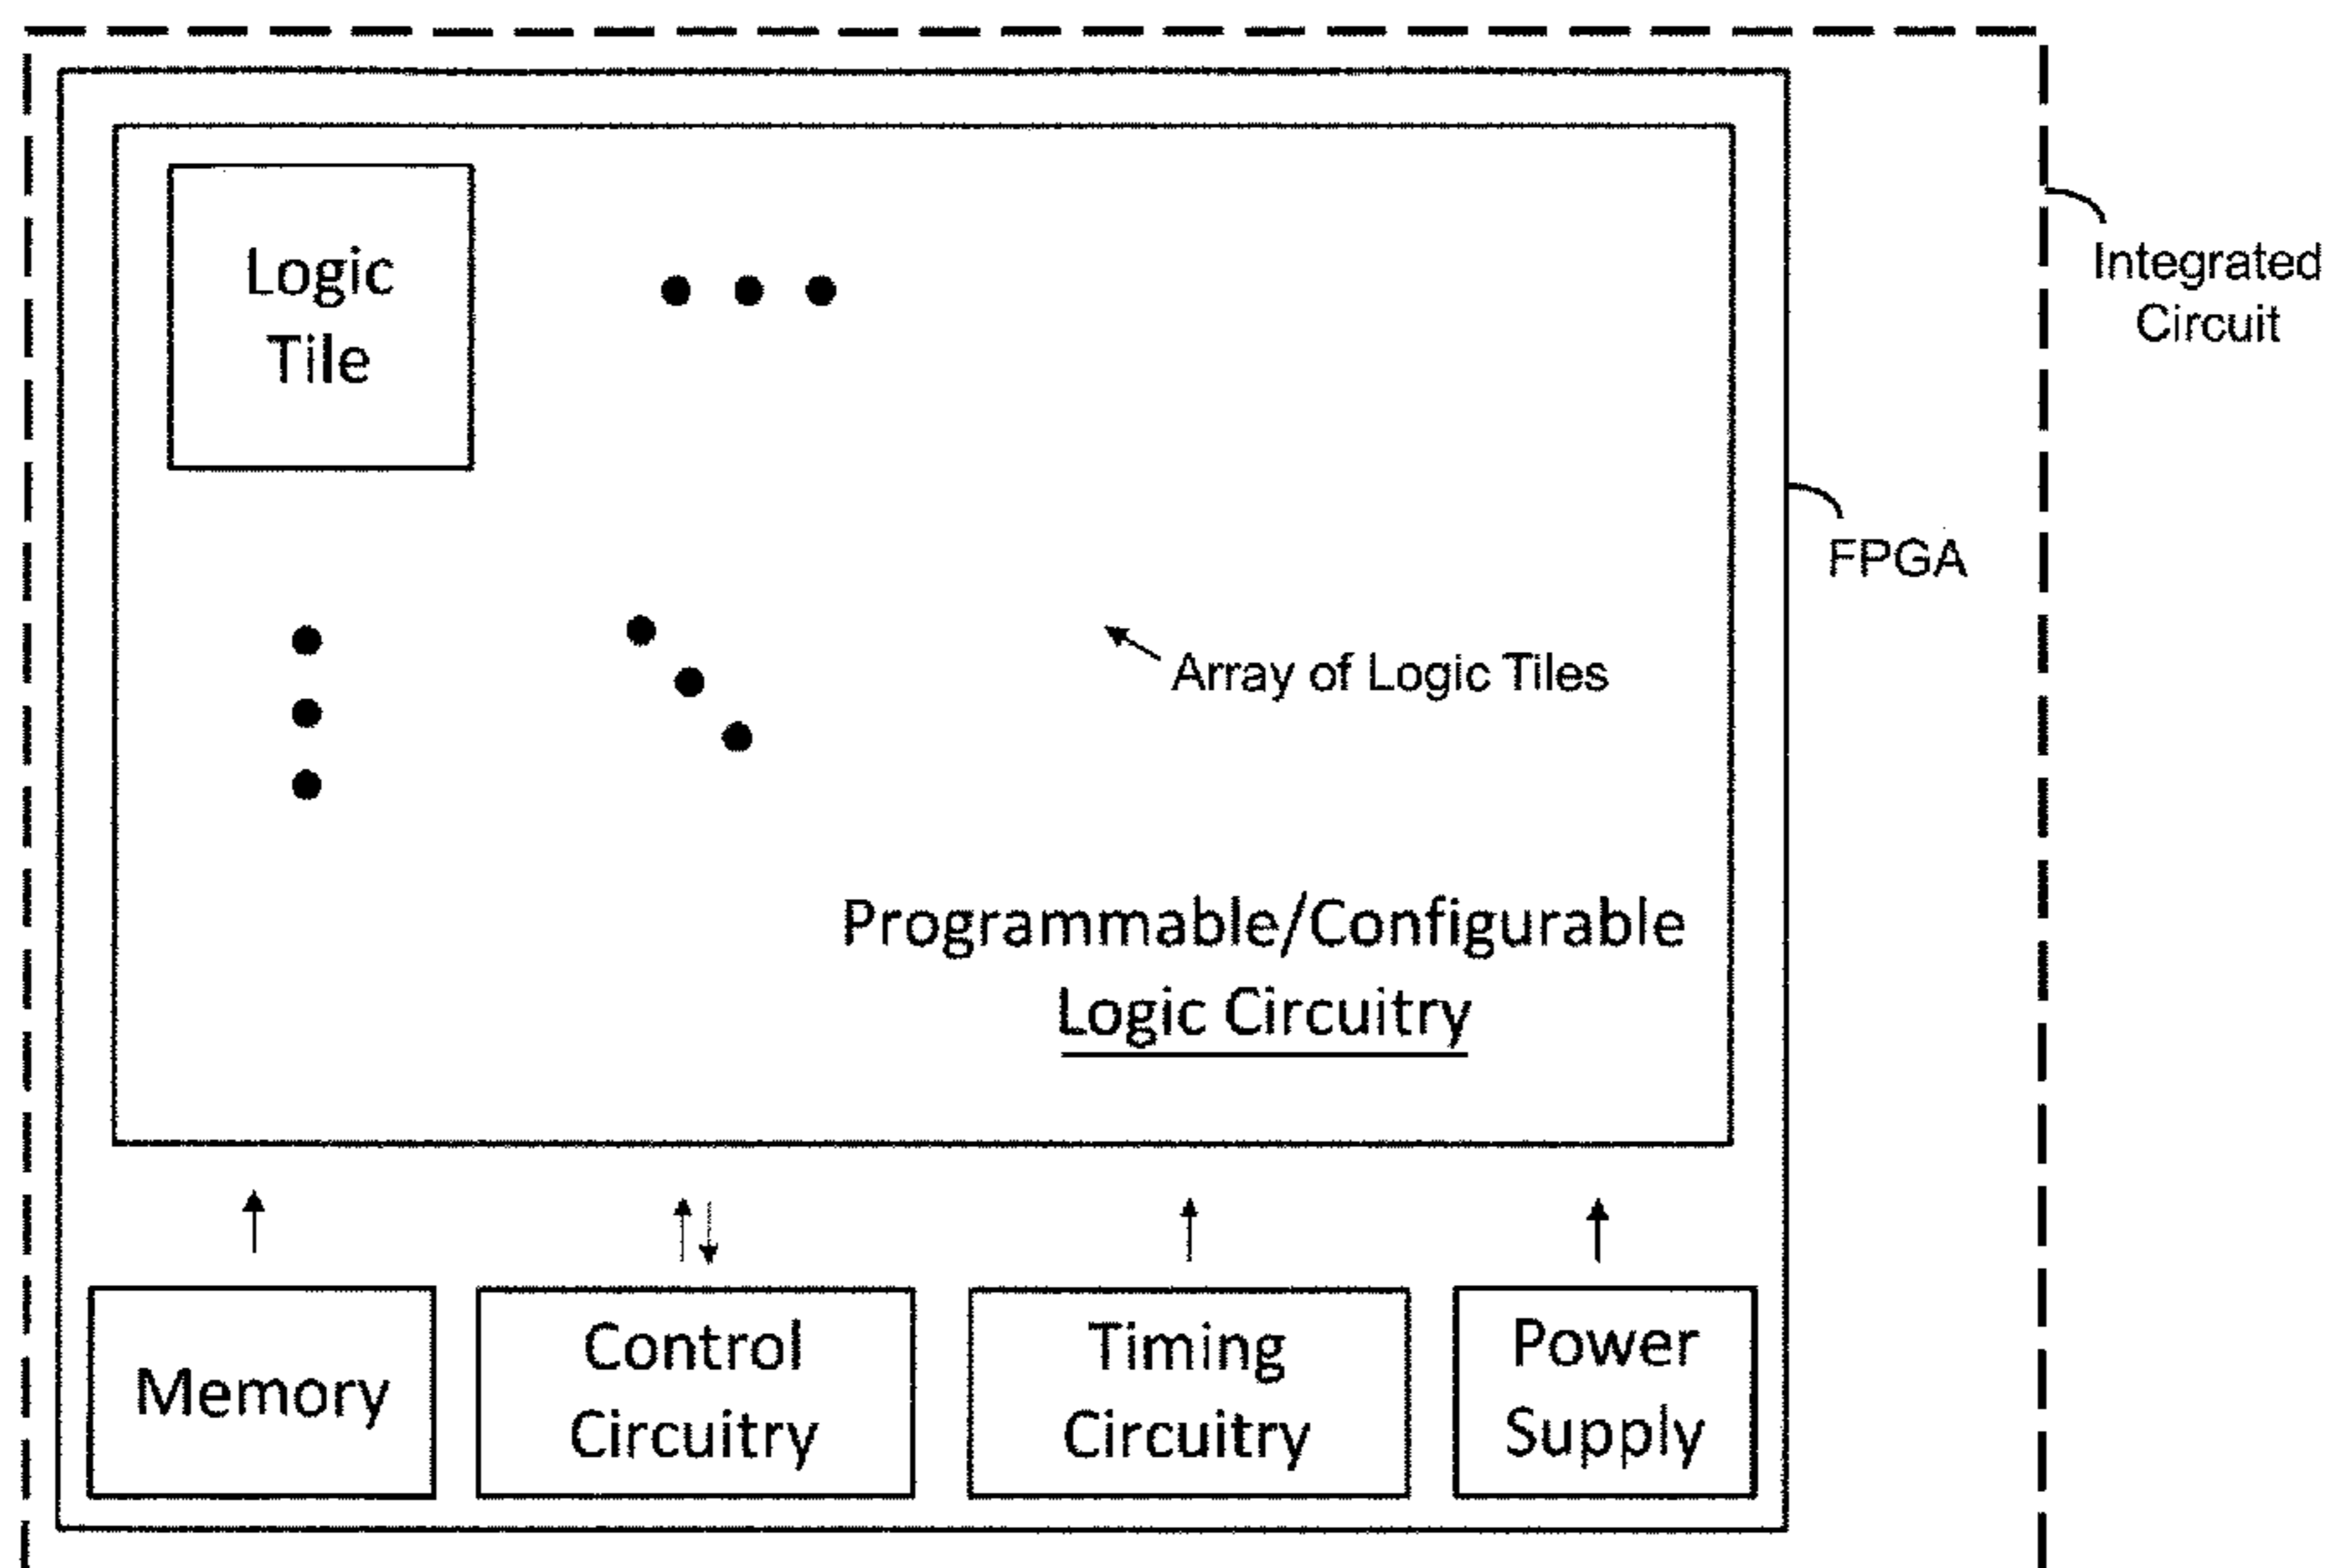 Logic
Tile
Integrated
Circuit
FPGA
Array of Logic Tiles
Programmable/Configurable
Logic Circuitry
Memory
Control
Circuitry
Timing
Circuitry
Power
Supply